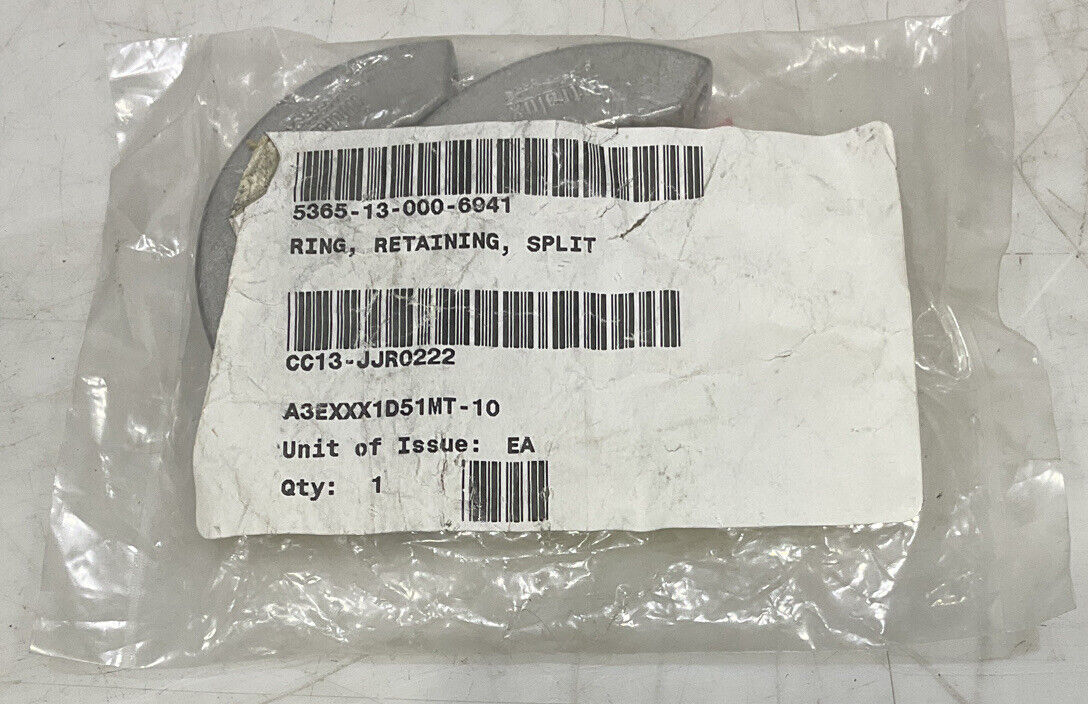 5365-13-000-6941
RING, RETAINING, SPLIT
CC13-JJR0222
A3EXXX1D51MT-10
Unit of Issue: EA
Qty: 1